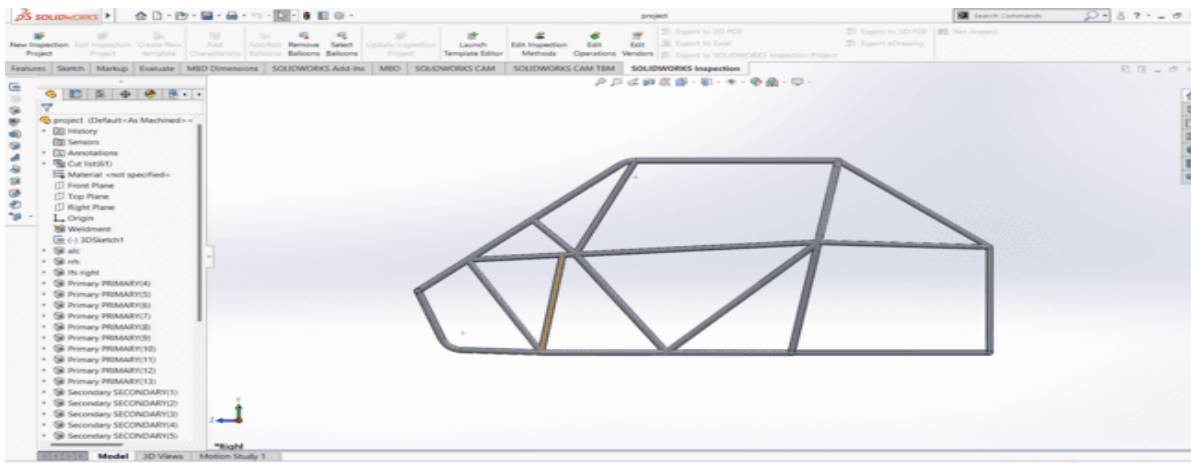 SOLIDWORKS
project
Search Commands
New Inspection Project
Edit Inspection Project
Create New template
Add Characteristic
Add/Edit Balloons
Remove Balloons
Select Balloons
Update Inspection
Launch Template Editor
Edit Inspection Methods
Edit Operations
Edit Vendors
Export to 2D PDF
Export to Excel
Export to SOLIDWORKS Inspection Project
Export to 3D PDF
Export eDrawing
Net-Inspect
Features Sketch Markup Evaluate MBD Dimensions SOLIDWORKS Add-Ins MBD SOLIDWORKS CAM SOLIDWORKS CAM TBM SOLIDWORKS Inspection
project (Default<As Machined><
History
Sensors
Annotations
Cut list(61)
Material <not specified>
Front Plane
Top Plane
Right Plane
Origin
Weldment
(-) 3DSketch1
alc
rrh
lfs right
Primary PRIMARY(4)
Primary PRIMARY(5)
Primary PRIMARY(6)
Primary PRIMARY(7)
Primary PRIMARY(8)
Primary PRIMARY(9)
Primary PRIMARY(10)
Primary PRIMARY(11)
Primary PRIMARY(12)
Primary PRIMARY(13)
Secondary SECONDARY(1)
Secondary SECONDARY(2)
Secondary SECONDARY(3)
Secondary SECONDARY(4)
Secondary SECONDARY(5)
Y
Z
*Right
Model 3D Views Motion Study 1